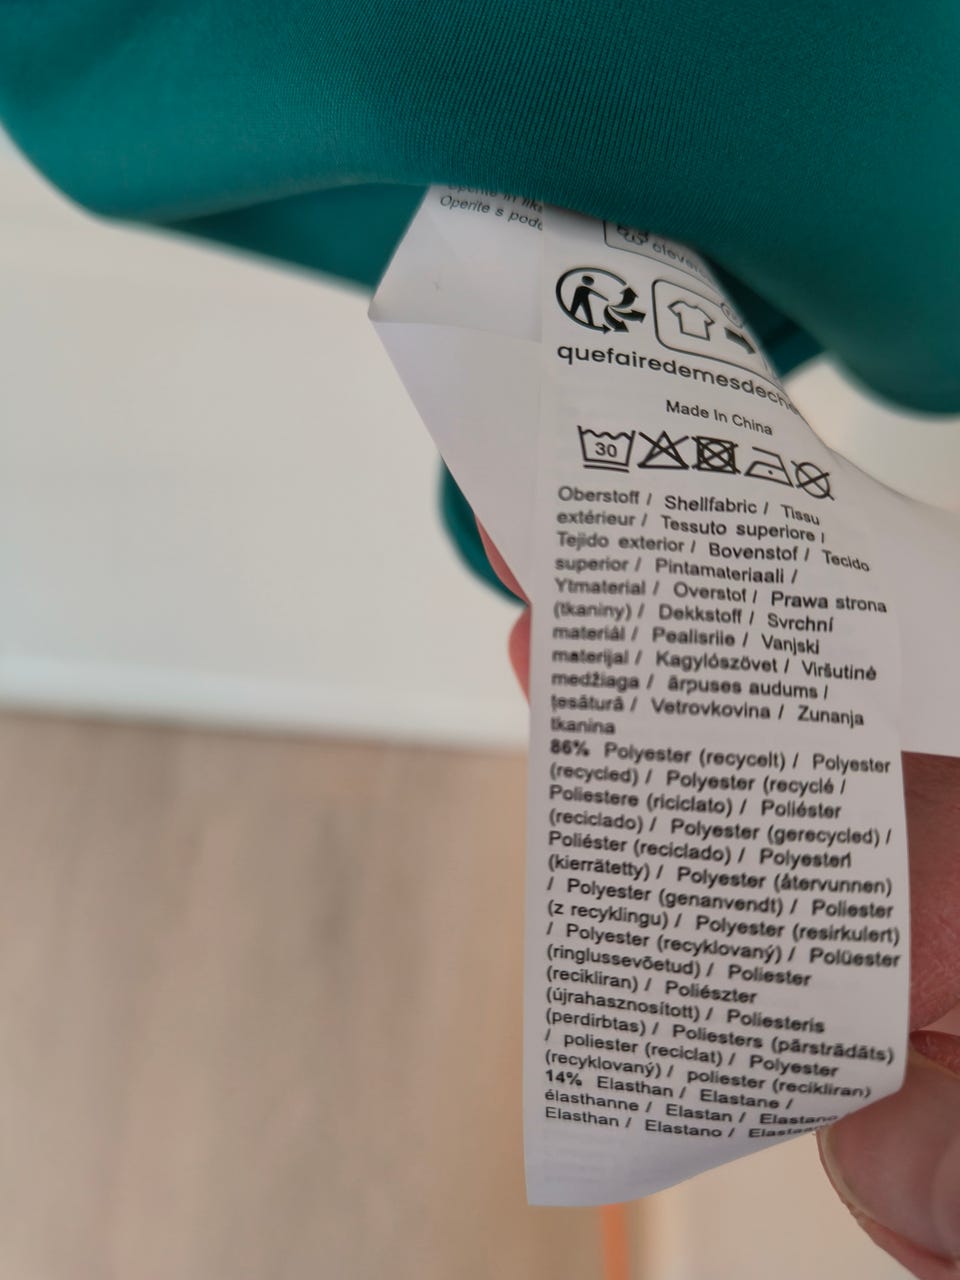 Operite s
clever
quefairedemesdeche
Made In China
30
Oberstoff / Shellfabric / Tissu
extérieur / Tessuto superiore /
Tejido exterior / Bovenstof / Tecido
superior / Pintamateriaali /
Ytmaterial / Overstof / Prawa strona
(tkaniny) / Dekkstoff / Svrchní
materiál / Pealisriie / Vanjski
materijal / Kagylószövet / Viršutinė
medžiaga / ārpuses audums /
țesătură / Vetrovkovina / Zunanja
tkanina
86% Polyester (recycelt) / Polyester
(recycled) / Polyester (recyclé /
Poliestere (riciclato) / Poliéster
(reciclado) / Polyester (gerecycled) /
Poliéster (reciclado) / Polyesteri
(kierrätetty) / Polyester (återvunnen)
/ Polyester (genanvendt) / Poliester
(z recyklingu) / Polyester (resirkulert)
/ Polyester (recyklovaný) / Polüester
(ringlussevõetud) / Poliester
(recikliran) / Poliészter
(újrahasznosított) / Poliesteris
(perdirbtas) / Poliesters (pārstrādāts)
/ poliester (reciclat) / Polyester
(recyklovaný) / poliester (recikliran)
14% Elasthan / Elastane /
élasthanne / Elastan / Elastano
Elasthan / Elastano /